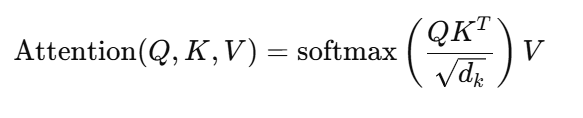 Attention(Q, K, V) = softmax(QK^T / √d_k) V